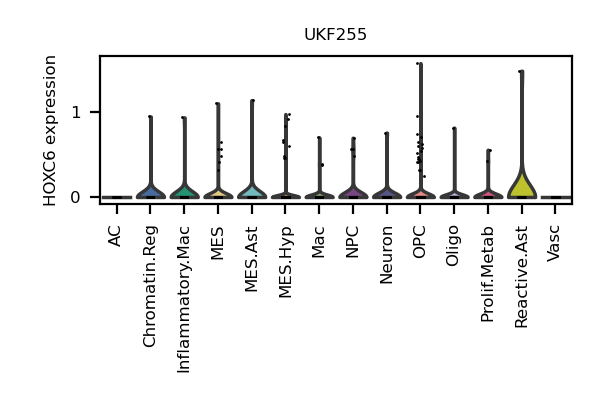 UKF255
HOXC6 expression
1
0
AC
Chromatin.Reg
Inflammatory.Mac
MES
MES.Ast
MES.Hyp
Mac
NPC
Neuron
OPC
Oligo
Prolif.Metab
Reactive.Ast
Vasc